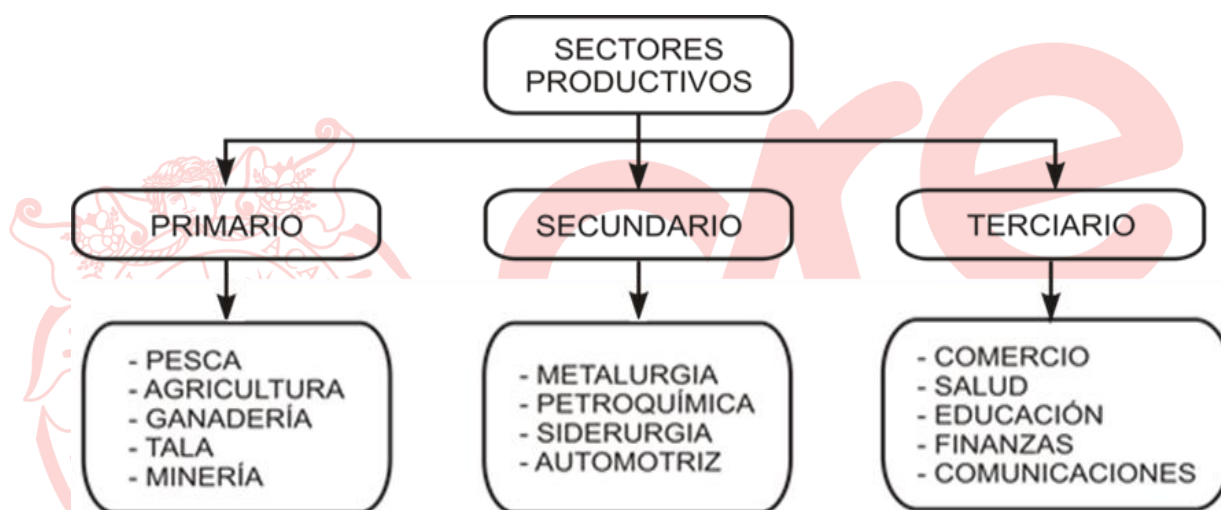 SECTORES
PRODUCTIVOS
PRIMARIO
SECUNDARIO
TERCIARIO
- PESCA
- AGRICULTURA
- GANADERÍA
- TALA
- MINERÍA
- METALURGIA
- PETROQUÍMICA
- SIDERURGIA
- AUTOMOTRIZ
- COMERCIO
- SALUD
- EDUCACIÓN
- FINANZAS
- COMUNICACIONES